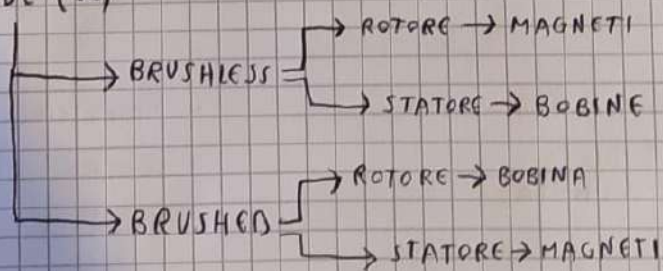 → ROTORE → MAGNETI
→ BRUSHLESS
→ STATORE → BOBINE
→ ROTORE → BOBINA
→ BRUSHED
→ STATORE → MAGNETI